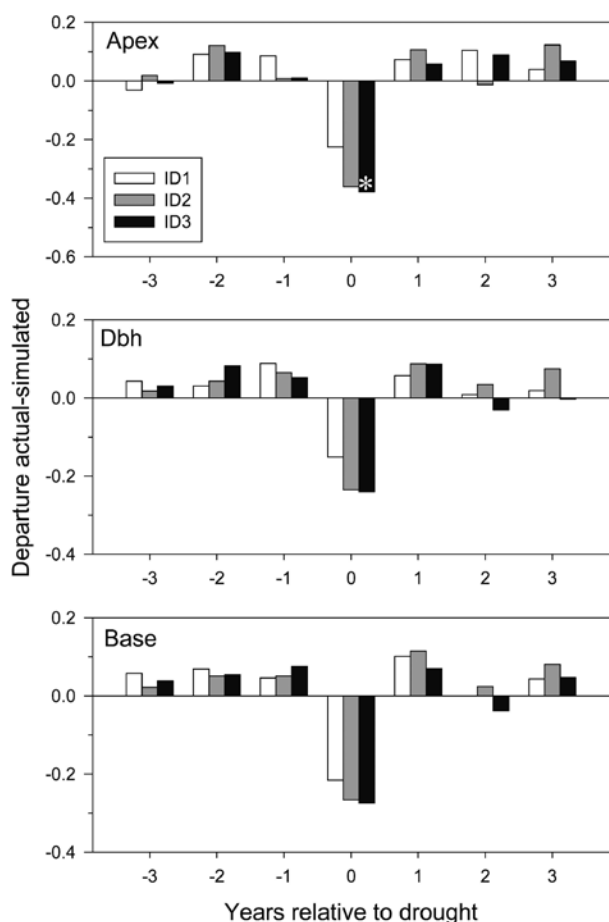 Apex
0.2
0.0
-0.2
-0.4
-0.6
ID1
ID2
ID3
*
-3 -2 -1 0 1 2 3
Dbh
0.2
0.0
-0.2
-0.4
-3 -2 -1 0 1 2 3
Departure actual-simulated
Base
0.2
0.0
-0.2
-0.4
-3 -2 -1 0 1 2 3
Years relative to drought